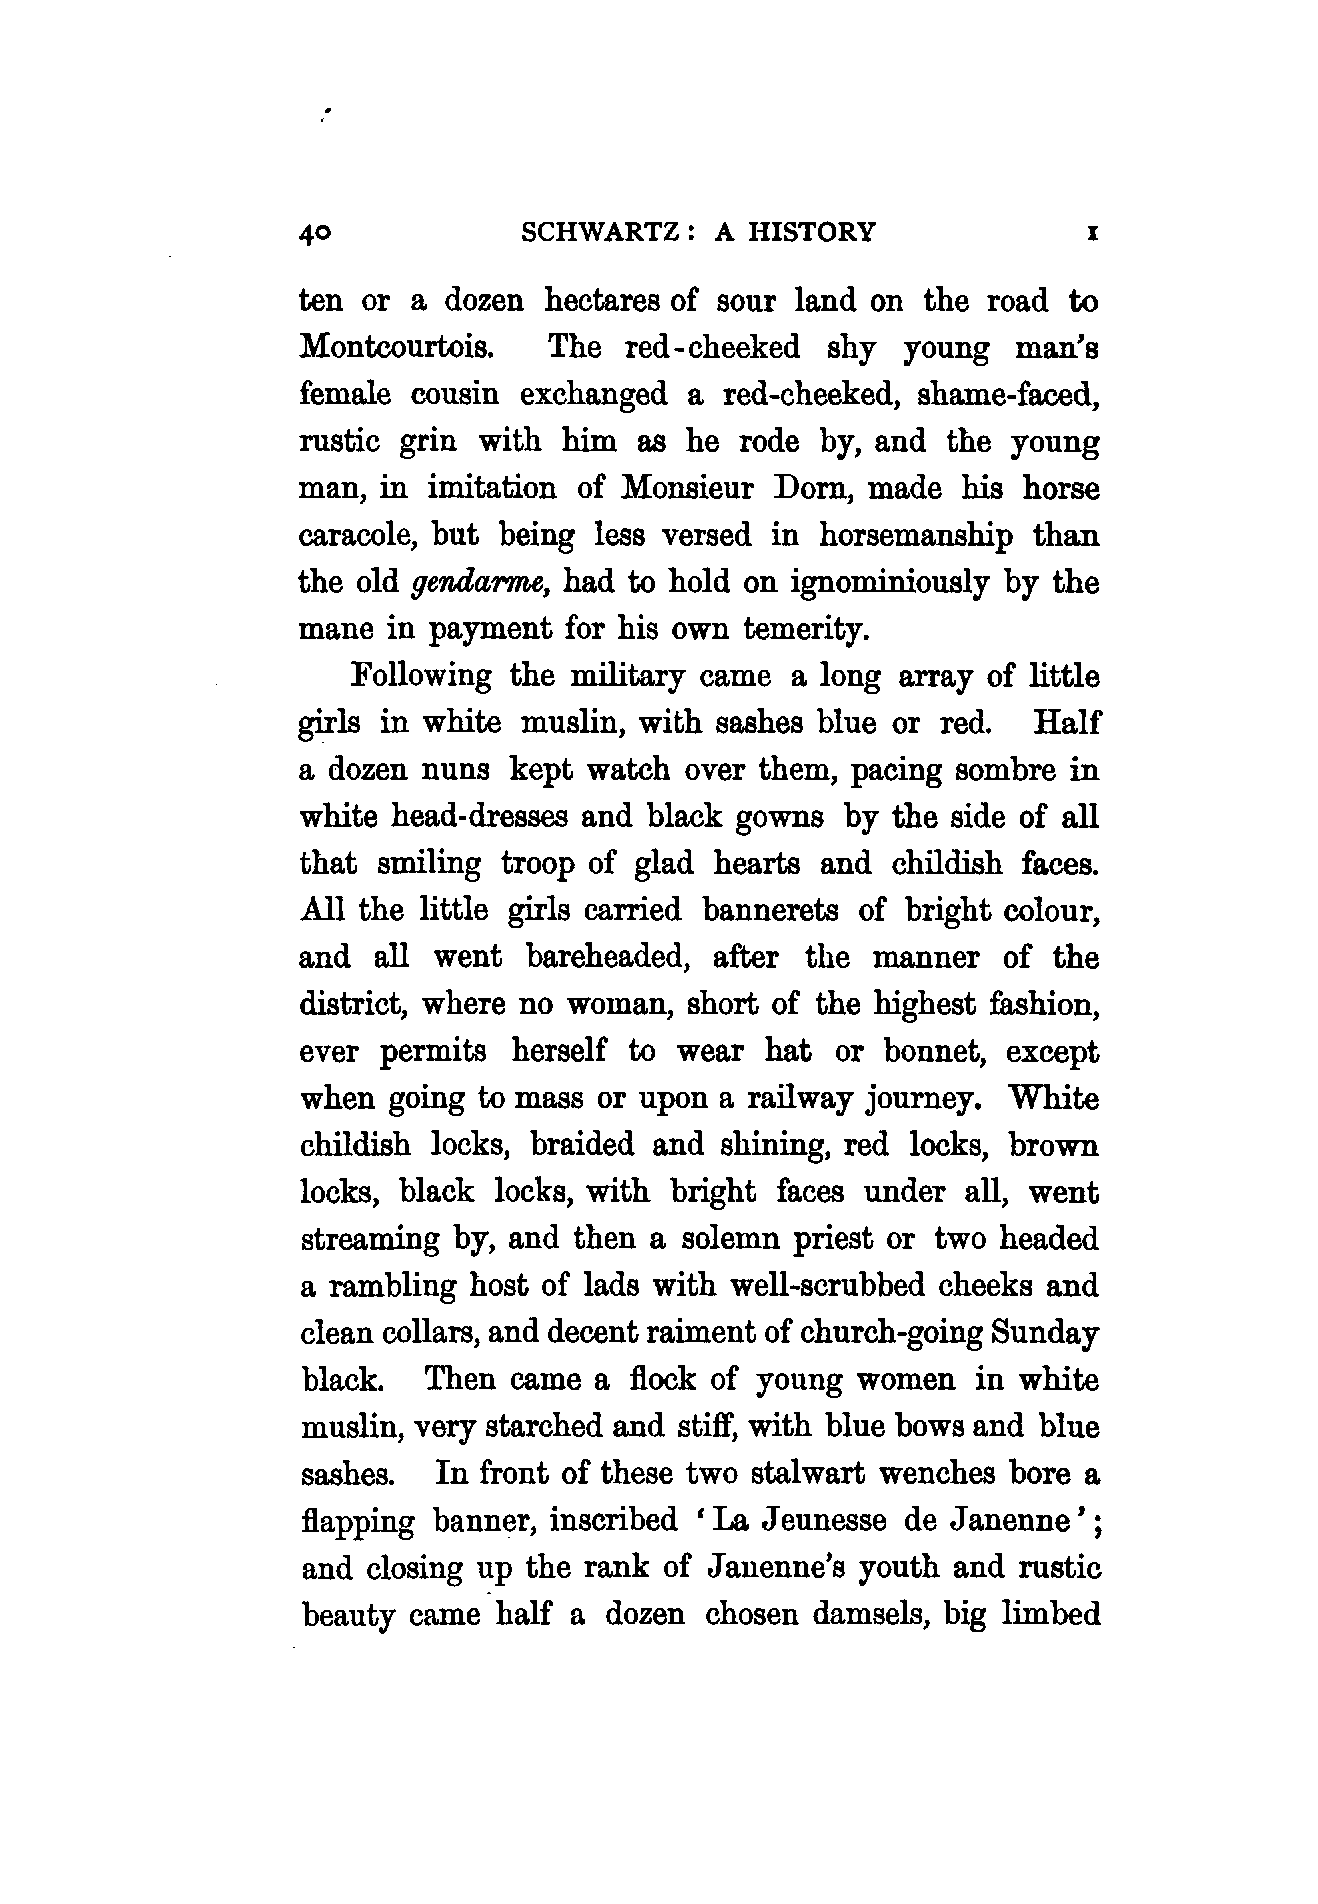 40 SCHWARTZ: A HISTORY I
ten or a dozen hectares of sour land on the road to
Montcourtois. The red-cheeked shy young man's
female cousin exchanged a red-cheeked, shame-faced,
rustic grin with him as he rode by, and the young
man, in imitation of Monsieur Dorn, made his horse
caracole, but being less versed in horsemanship than
the old gendarme, had to hold on ignominiously by the
mane in payment for his own temerity.
Following the military came a long array of little
girls in white muslin, with sashes blue or red. Half
a dozen nuns kept watch over them, pacing sombre in
white head-dresses and black gowns by the side of all
that smiling troop of glad hearts and childish faces.
All the little girls carried bannerets of bright colour,
and all went bareheaded, after the manner of the
district, where no woman, short of the highest fashion,
ever permits herself to wear hat or bonnet, except
when going to mass or upon a railway journey. White
childish locks, braided and shining, red locks, brown
locks, black locks, with bright faces under all, went
streaming by, and then a solemn priest or two headed
a rambling host of lads with well-scrubbed cheeks and
clean collars, and decent raiment of church-going Sunday
black. Then came a flock of young women in white
muslin, very starched and stiff, with blue bows and blue
sashes. In front of these two stalwart wenches bore a
flapping banner, inscribed 'La Jeunesse de Janenne';
and closing up the rank of Janenne's youth and rustic
beauty came half a dozen chosen damsels, big limbed